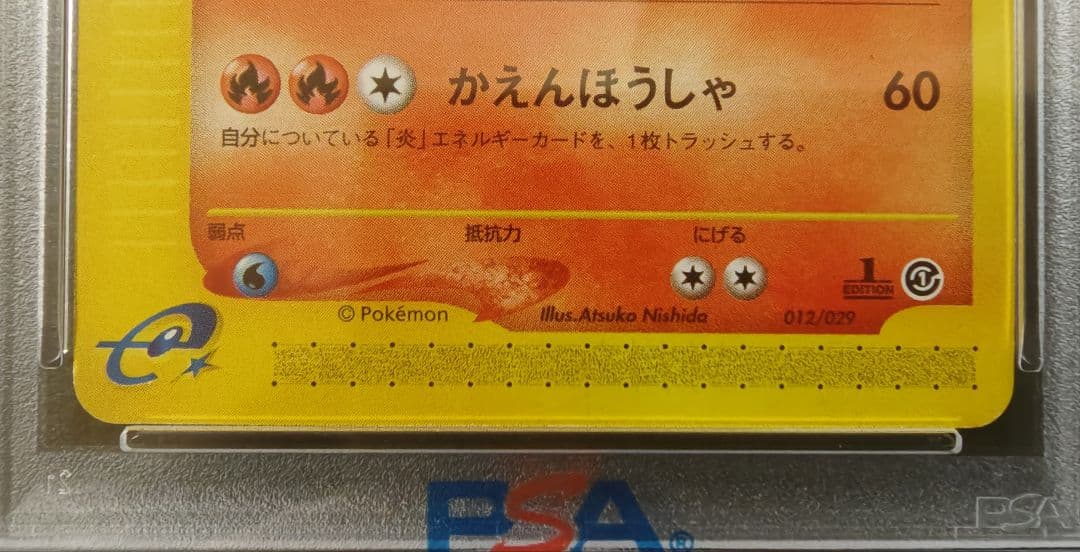 かえんほうしゃ 60
自分についている「炎」エネルギーカードを、1枚トラッシュする。
弱点 抵抗力 にげる
1 EDITION 1
© Pokémon Illus. Atsuko Nishida 012/029
e
PSA®
PSA